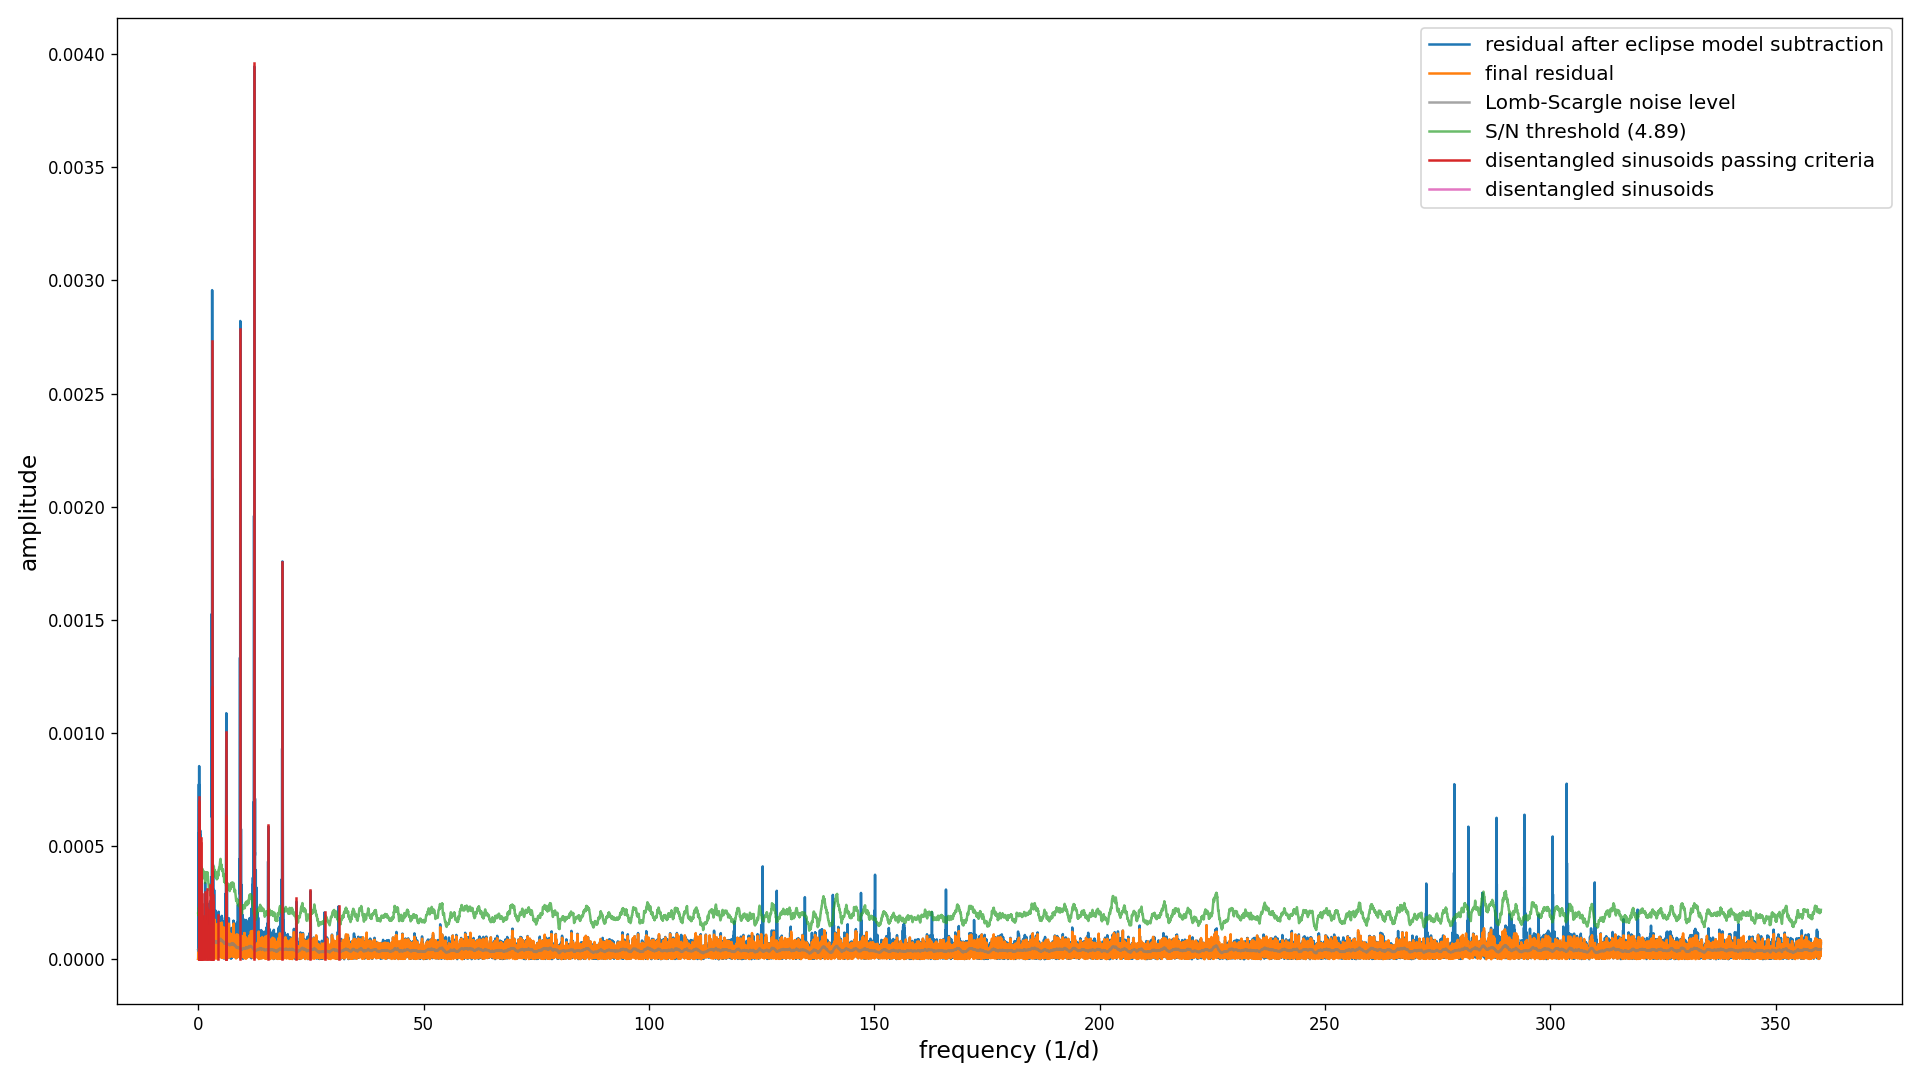 0.0040
0.0035
0.0030
0.0025
0.0020
0.0015
0.0010
0.0005
0.0000
amplitude
residual after eclipse model subtraction
final residual
Lomb-Scargle noise level
S/N threshold (4.89)
disentangled sinusoids passing criteria
disentangled sinusoids
0 50 100 150 200 250 300 350
frequency (1/d)